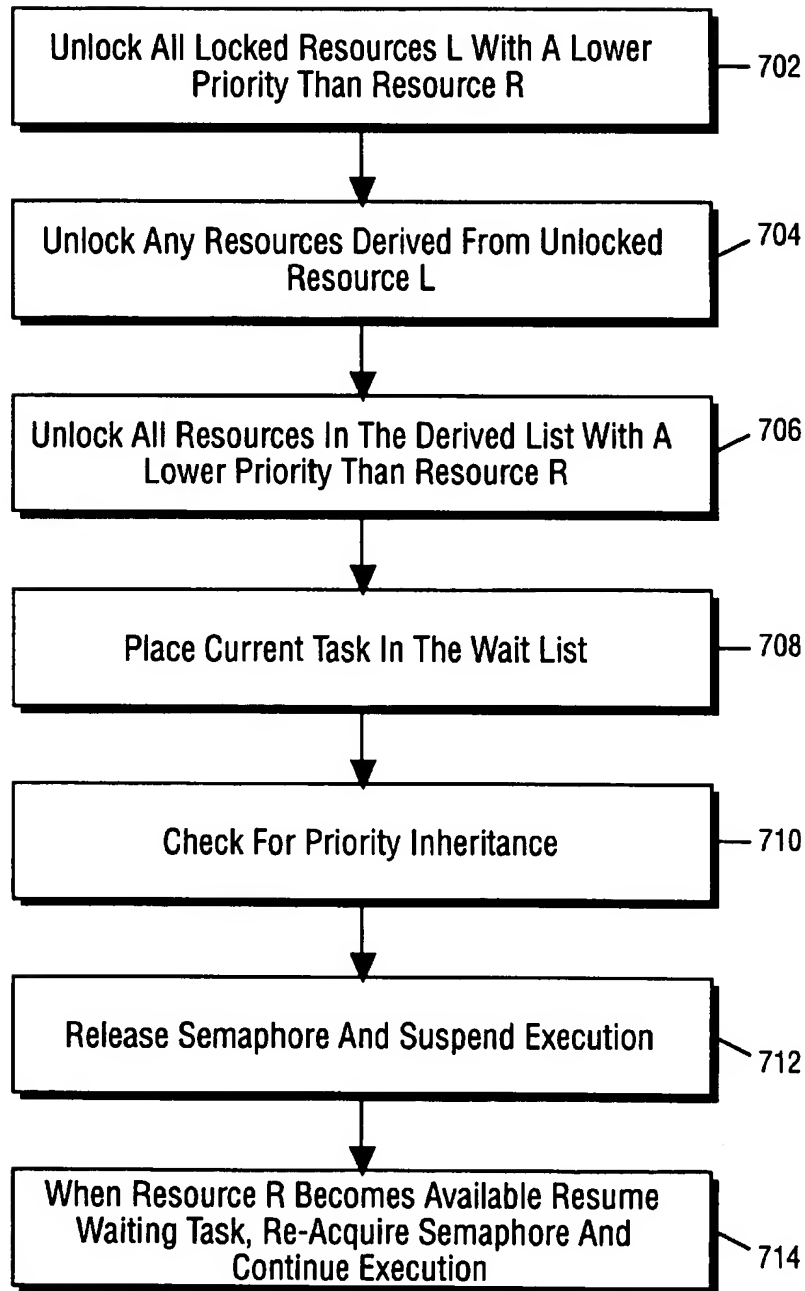 Unlock All Locked Resources L With A Lower
Priority Than Resource R
702
Unlock Any Resources Derived From Unlocked
Resource L
704
Unlock All Resources In The Derived List With A
Lower Priority Than Resource R
706
Place Current Task In The Wait List
708
Check For Priority Inheritance
710
Release Semaphore And Suspend Execution
712
When Resource R Becomes Available Resume
Waiting Task, Re-Acquire Semaphore And
Continue Execution
714